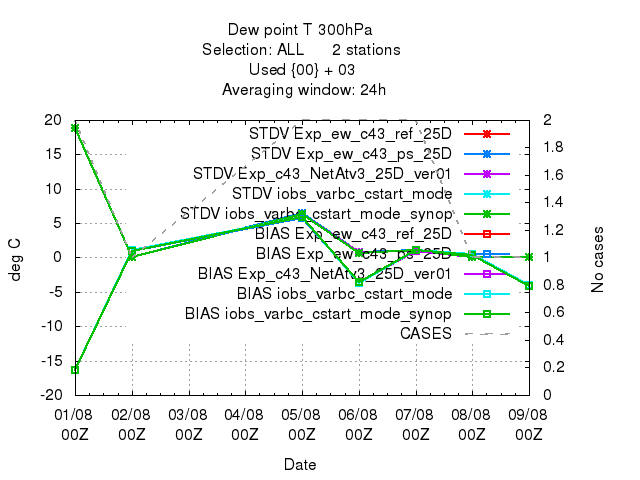 Dew point T 300hPa
Selection: ALL 2 stations
Used {00} + 03
Averaging window: 24h
deg C
20
15
10
5
0
-5
-10
-15
-20
STDV Exp_ew_c43_ref_25D
STDV Exp_ew_c43_ps_25D
STDV Exp_c43_NetAtv3_25D_ver01
STDV iobs_varbc_cstart_mode
STDV iobs_varbc_cstart_mode_synop
BIAS Exp_ew_c43_ref_25D
BIAS Exp_ew_c43_ps_25D
BIAS Exp_c43_NetAtv3_25D_ver01
BIAS iobs_varbc_cstart_mode
BIAS iobs_varbc_cstart_mode_synop
CASES
2
1.8
1.6
1.4
1.2
1
0.8
0.6
0.4
0.2
0
No cases
01/08 02/08 03/08 04/08 05/08 06/08 07/08 08/08 09/08
00Z 00Z 00Z 00Z 00Z 00Z 00Z 00Z 00Z
Date